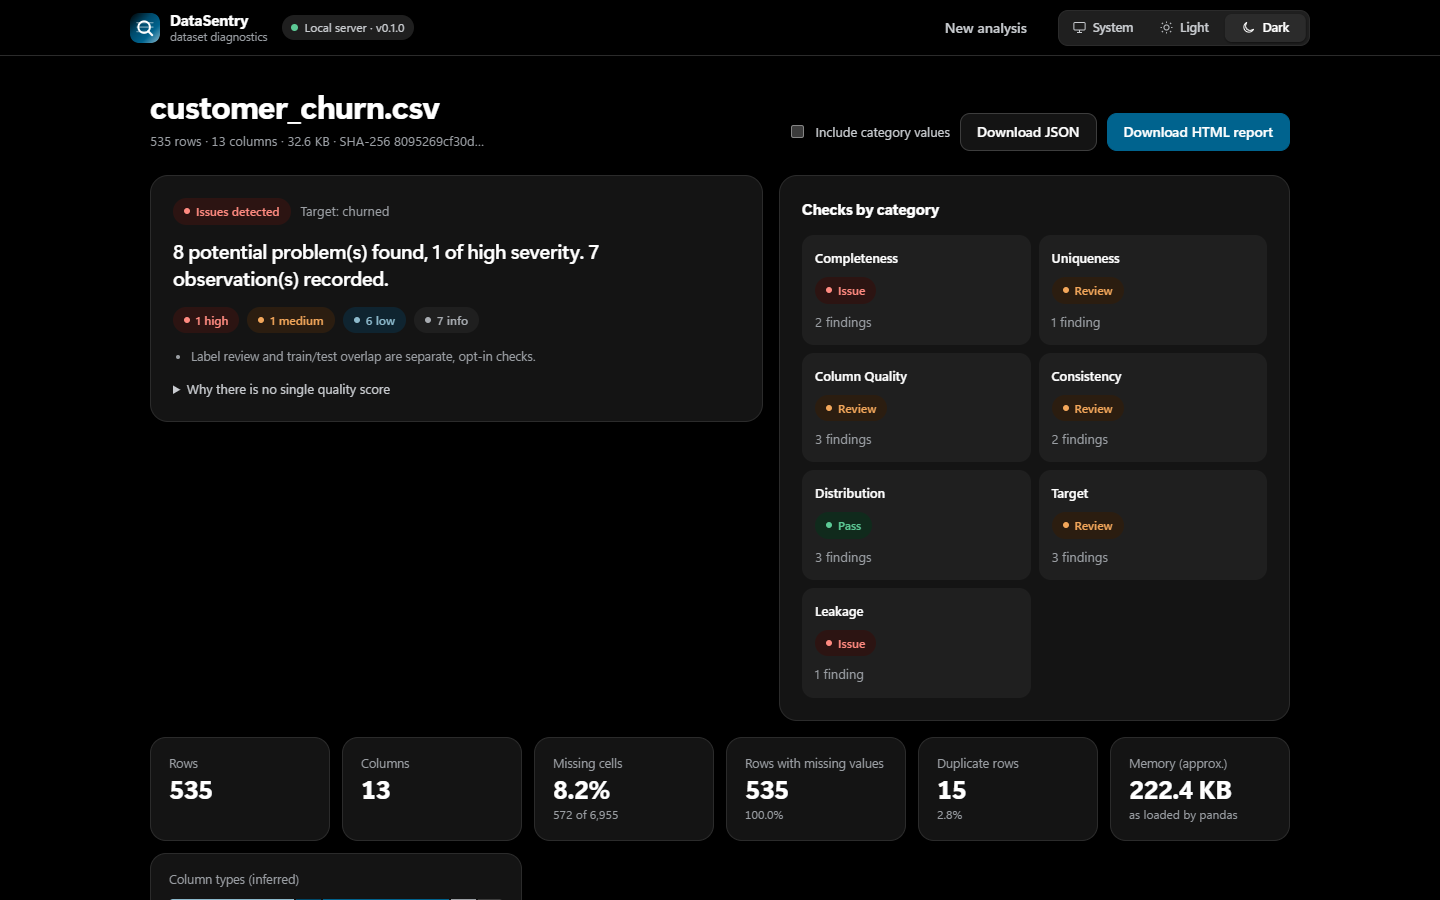 DataSentry
dataset diagnostics
Local server · v0.1.0
New analysis
System
Light
Dark
customer_churn.csv
535 rows · 13 columns · 32.6 KB · SHA-256 8095269cf30d…
Include category values
Download JSON
Download HTML report
Issues detected
Target: churned
8 potential problem(s) found, 1 of high severity. 7
observation(s) recorded.
1 high
1 medium
6 low
7 info
• Label review and train/test overlap are separate, opt-in checks.
Why there is no single quality score
Checks by category
Completeness
Issue
2 findings
Uniqueness
Review
1 finding
Column Quality
Review
3 findings
Consistency
Review
2 findings
Distribution
Pass
3 findings
Target
Review
3 findings
Leakage
Issue
1 finding
Rows
535
Columns
13
Missing cells
8.2%
572 of 6,955
Rows with missing values
535
100.0%
Duplicate rows
15
2.8%
Memory (approx.)
222.4 KB
as loaded by pandas
Column types (inferred)